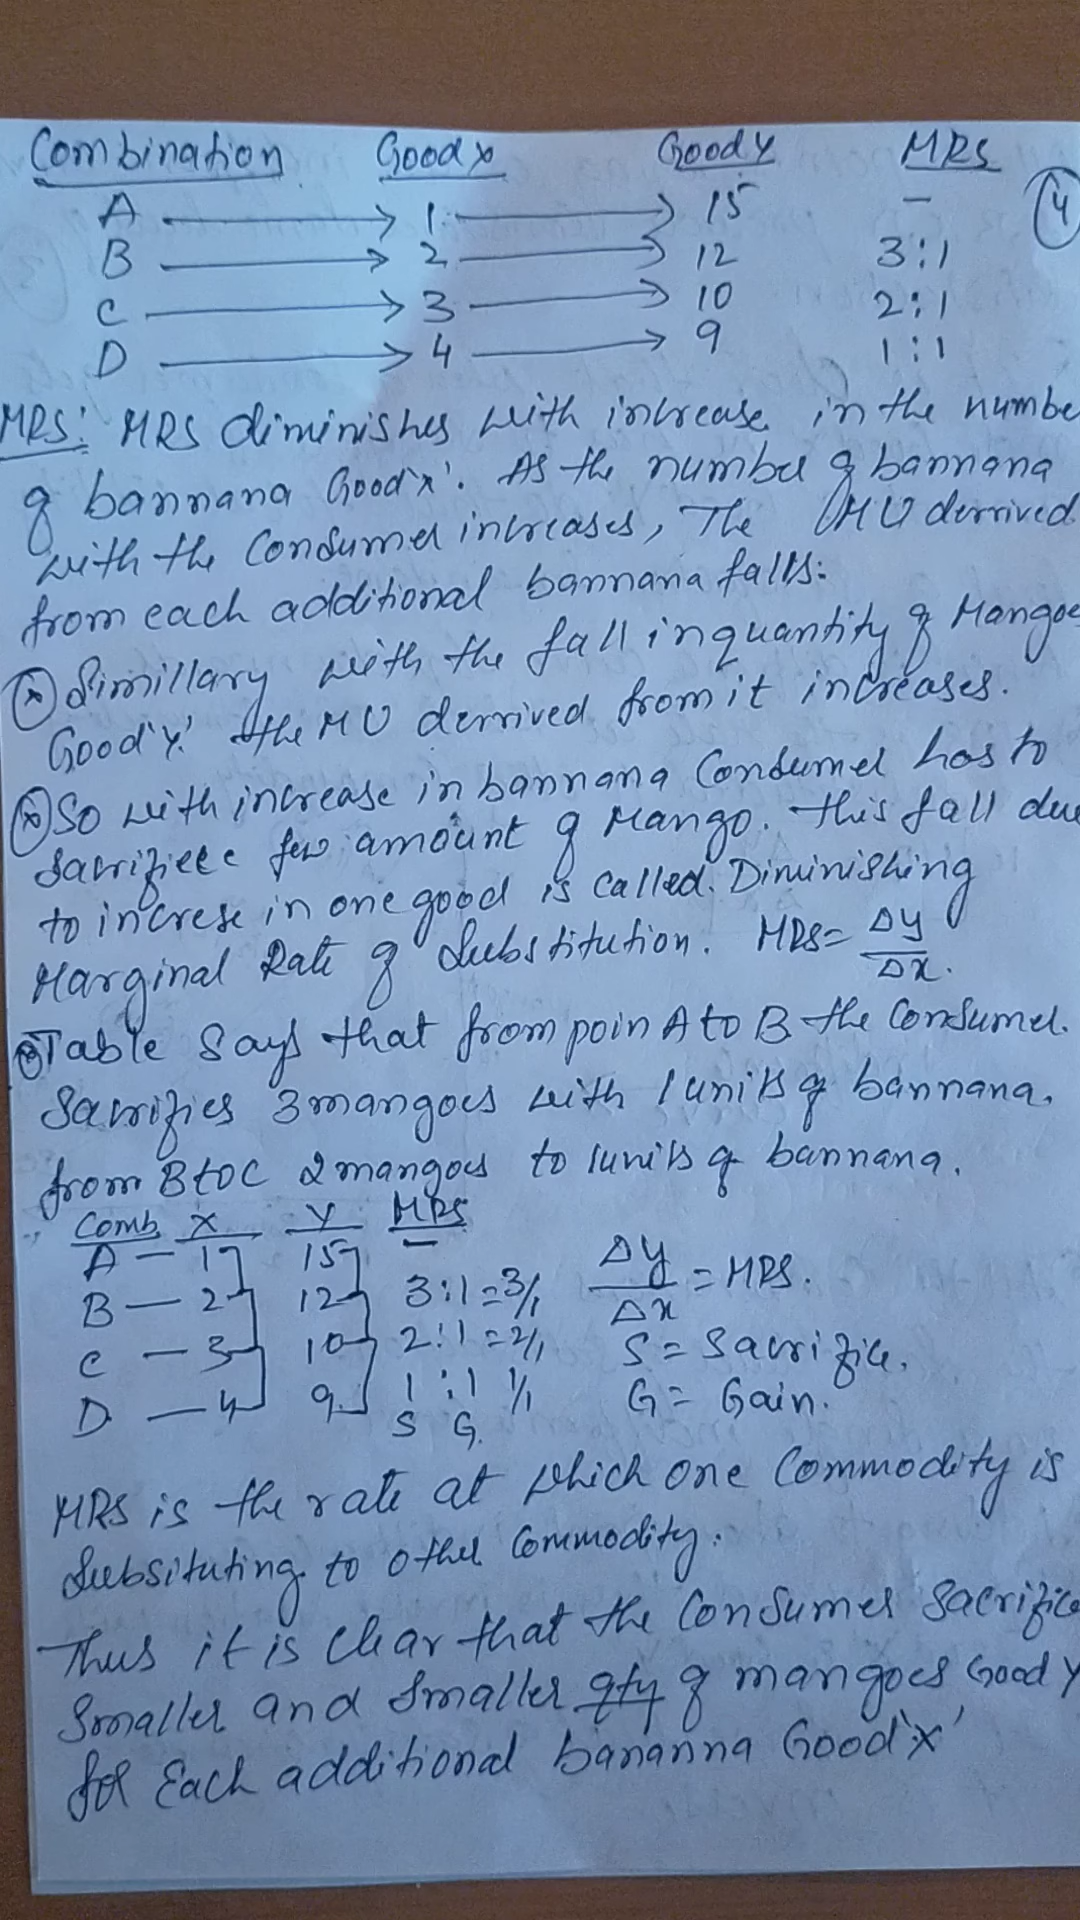 Combination Good x Good y MRS
A → 1 → 15 –
(4)
B → 2 → 12 3:1
C → 3 → 10 2:1
D → 4 → 9 1:1
MRS: MRS diminishes with increase in the numbe
of bannana Good 'x'. As the number of bannana
with the Consumer increases, The MU derrived
from each additional bannana falls:
Simillary with the fall in quantity of Mangoe
Good 'Y' the MU derrived from it increases.
So with increase in bannana Consumer has to
few amount of Mango. this fall due
to increse in one good is called. Diminishing
Marginal Rate of Substitution. MRS = Δy/Δx.
Table Says that from poin A to B the Consumer.
Sacrifies 3 mangoes with 1 units of bannana.
from B to C 2 mangoes to 1 units of bannana.
Comb X Y MRS
A – 1 15 –
B – 2 12 3:1 = 3/1 Δy/Δx = MRS.
C – 3 10 2:1 = 2/1 S = Sacrifice.
D – 4 9 1:1 1/1 G = Gain.
S G.
MRS is the rate at which one Commodity is
Subsituting to other Commodity.
Thus it is clear that the Consumer Sacrifice
Smaller and Smaller qty of mangoes Good Y
for Each additional bananna Good 'x'